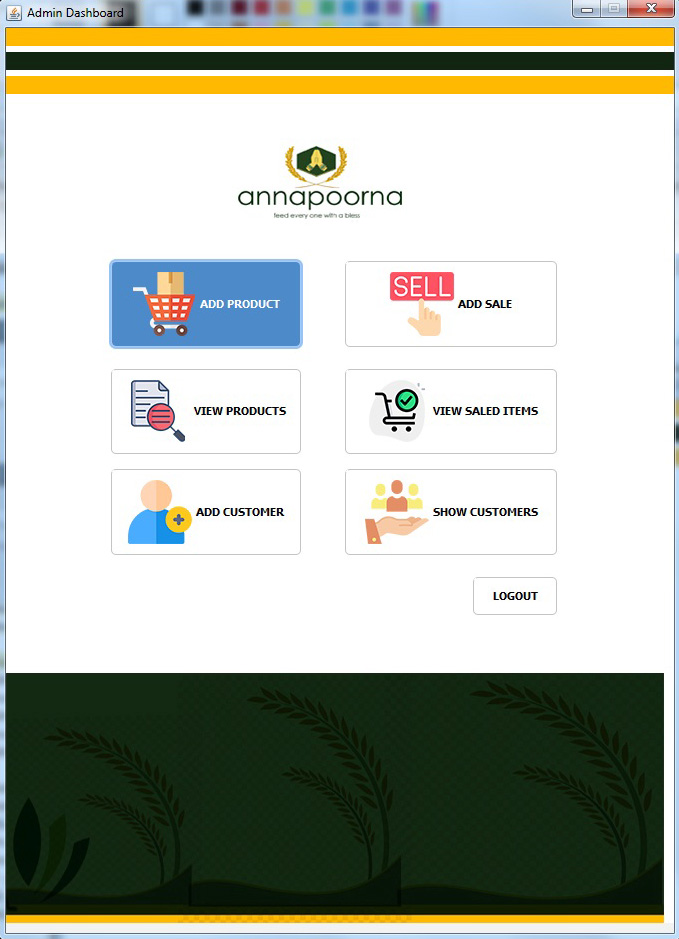 Admin Dashboard
annapoorna
feed every one with a bless
ADD PRODUCT
SELL
ADD SALE
VIEW PRODUCTS
VIEW SALED ITEMS
ADD CUSTOMER
SHOW CUSTOMERS
LOGOUT